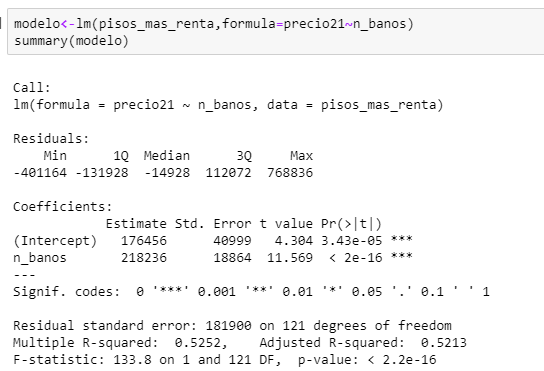 modelo<-lm(pisos_mas_renta,formula=precio21~n_banos)
summary(modelo)
Call:
lm(formula = precio21 ~ n_banos, data = pisos_mas_renta)
Residuals:
    Min      1Q  Median      3Q     Max
-401164 -131928  -14928  112072  768836
Coefficients:
            Estimate Std. Error t value Pr(>|t|)
(Intercept)   176456      40999   4.304 3.43e-05 ***
n_banos       218236      18864  11.569  < 2e-16 ***
---
Signif. codes:  0 '***' 0.001 '**' 0.01 '*' 0.05 '.' 0.1 ' ' 1
Residual standard error: 181900 on 121 degrees of freedom
Multiple R-squared:  0.5252,    Adjusted R-squared:  0.5213
F-statistic: 133.8 on 1 and 121 DF,  p-value: < 2.2e-16